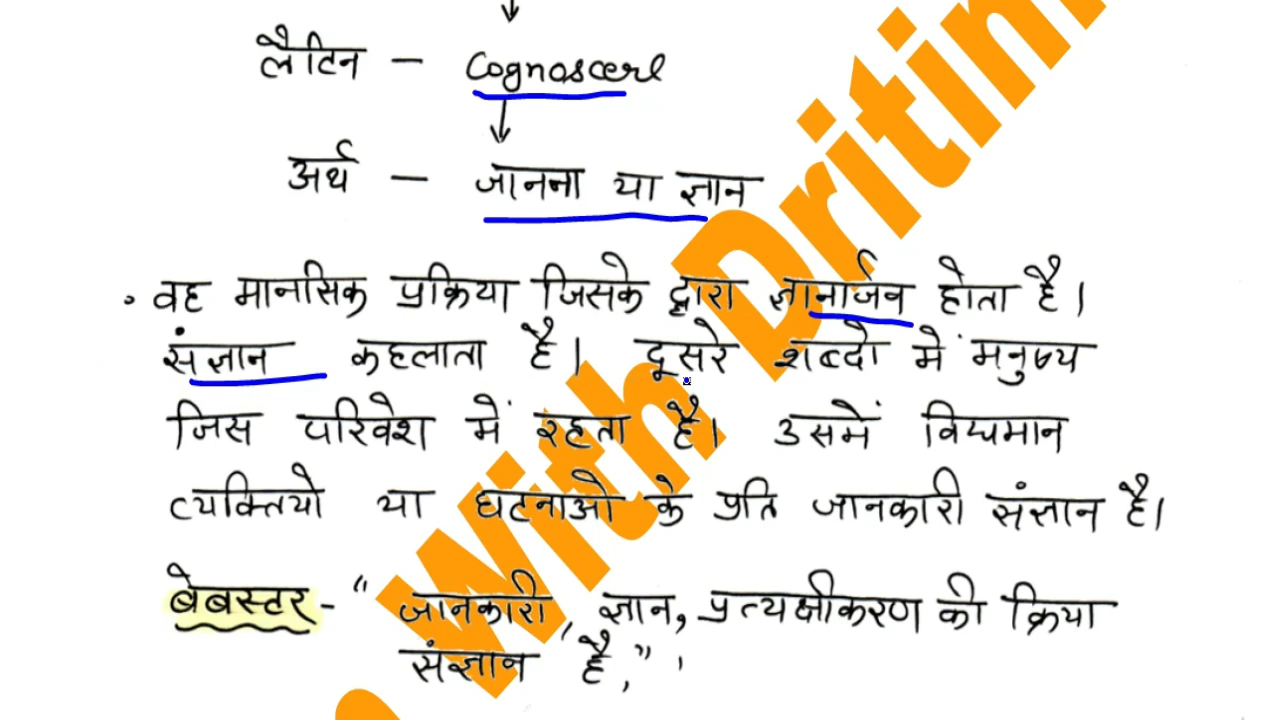 लैटिन – Cognoscere
अर्थ – जानना या ज्ञान
• वह मानसिक प्रक्रिया जिसके द्वारा ज्ञानार्जन होता है।
संज्ञान कहलाता है। दूसरे शब्दो में मनुष्य
जिस परिवेश में रहता है। उसमें विद्यमान
व्यक्तियो या घटनाओ के प्रति जानकारी संज्ञान है।
बेबस्टर – “ जानकारी, ज्ञान, प्रत्यक्षीकरण की क्रिया
संज्ञान है,” ।
With Dritim